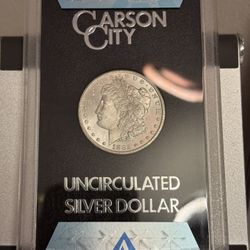 CARSON
CITY
UNCIRCULATED
SILVER DOLLAR